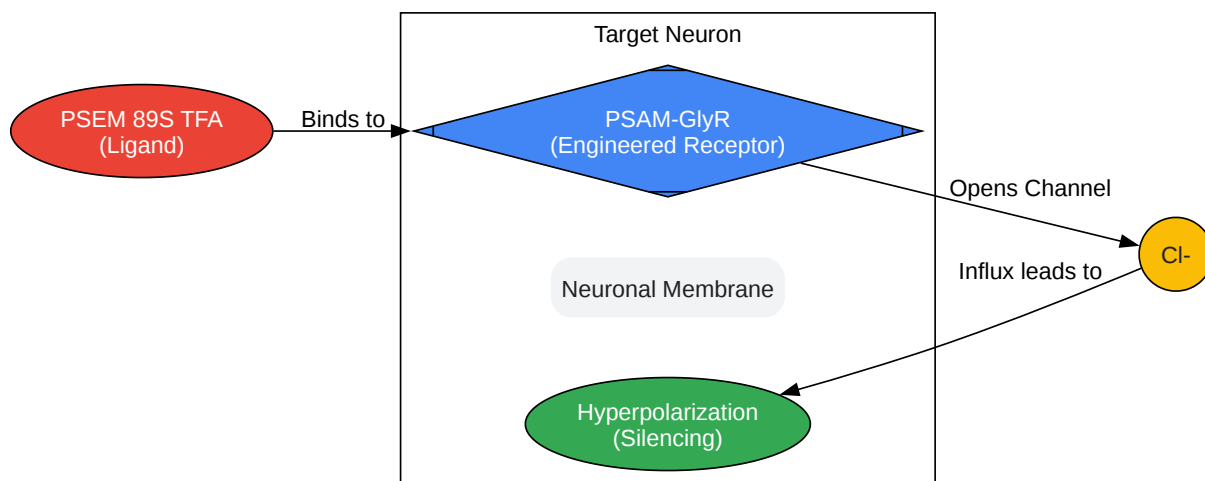 Target Neuron
PSEM 89S TFA
(Ligand)
Binds to
PSAM-GlyR
(Engineered Receptor)
Opens Channel
Cl-
Influx leads to
Neuronal Membrane
Hyperpolarization
(Silencing)